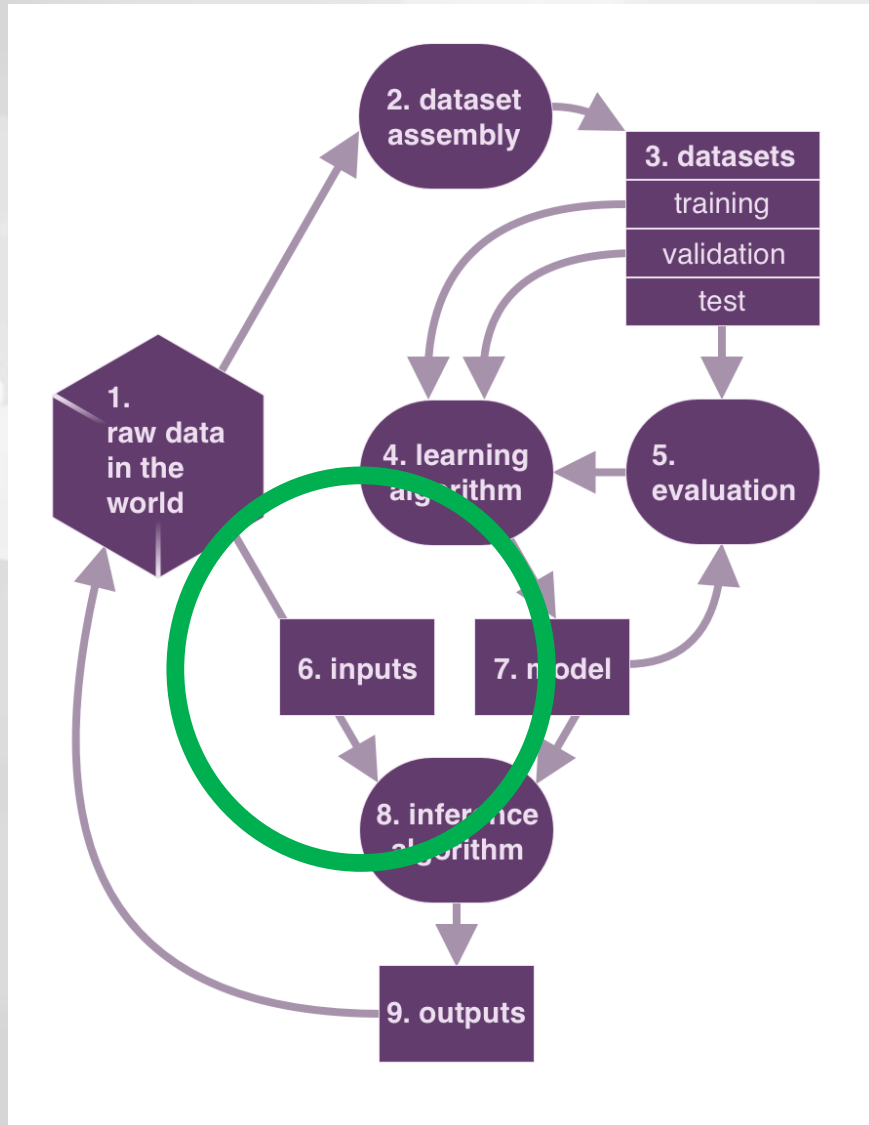 2. dataset
assembly
3. datasets
training
validation
test
1.
raw data
in the
world
4. learning
algorithm
5.
evaluation
6. inputs
7. model
8. inference
algorithm
9. outputs